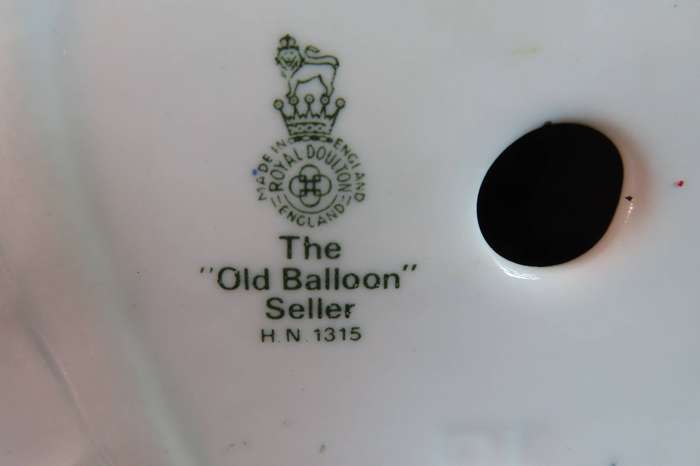 MADE IN ENGLAND
ROYAL DOULTON
ENGLAND
The
"Old Balloon"
Seller
H.N. 1315